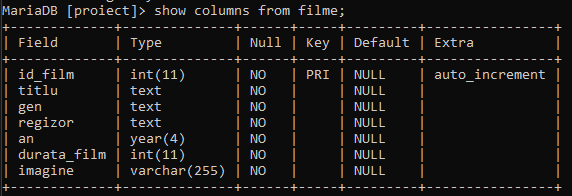 MariaDB [proiect]> show columns from filme;
+-------------+--------------+------+-----+---------+----------------+
| Field       | Type         | Null | Key | Default | Extra          |
+-------------+--------------+------+-----+---------+----------------+
| id_film     | int(11)      | NO   | PRI | NULL    | auto_increment |
| titlu       | text         | NO   |     | NULL    |                |
| gen         | text         | NO   |     | NULL    |                |
| regizor     | text         | NO   |     | NULL    |                |
| an          | year(4)      | NO   |     | NULL    |                |
| durata_film | int(11)      | NO   |     | NULL    |                |
| imagine     | varchar(255) | NO   |     | NULL    |                |
+-------------+--------------+------+-----+---------+----------------+